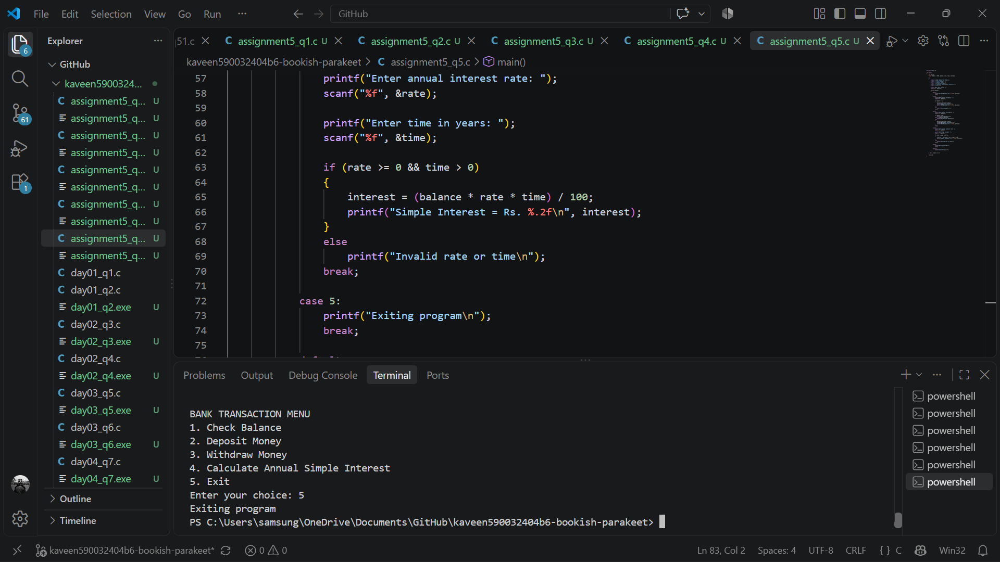 File Edit Selection View Go Run ··· GitHub
Explorer ···
GitHub
kaveen5900324...
assignment5_q... U
assignment5_q... U
assignment5_q... U
assignment5_q... U
assignment5_q... U
assignment5_q... U
assignment5_q... U
assignment5_q... U
assignment5_q... U
assignment5_q... U
day01_q1.c
day01_q2.c
day01_q2.exe U
day02_q3.c
day02_q3.exe U
day02_q4.c
day02_q4.exe U
day03_q5.c
day03_q5.exe U
day03_q6.c
day03_q6.exe U
day04_q7.c
day04_q7.exe U
Outline
Timeline
6
61
1
51.c C assignment5_q1.c U C assignment5_q2.c U C assignment5_q3.c U C assignment5_q4.c U C assignment5_q5.c U
kaveen590032404b6-bookish-parakeet > C assignment5_q5.c > main()
57 printf("Enter annual interest rate: ");
58 scanf("%f", &rate);
59
60 printf("Enter time in years: ");
61 scanf("%f", &time);
62
63 if (rate >= 0 && time > 0)
64 {
65 interest = (balance * rate * time) / 100;
66 printf("Simple Interest = Rs. %.2f\n", interest);
67 }
68 else
69 printf("Invalid rate or time\n");
70 break;
71
72 case 5:
73 printf("Exiting program\n");
74 break;
75
Problems Output Debug Console Terminal Ports
BANK TRANSACTION MENU
1. Check Balance
2. Deposit Money
3. Withdraw Money
4. Calculate Annual Simple Interest
5. Exit
Enter your choice: 5
Exiting program
PS C:\Users\samsung\OneDrive\Documents\GitHub\kaveen590032404b6-bookish-parakeet>
powershell
powershell
powershell
powershell
powershell
powershell
kaveen590032404b6-bookish-parakeet* 0 0 Ln 83, Col 2 Spaces: 4 UTF-8 CRLF { } C Win32